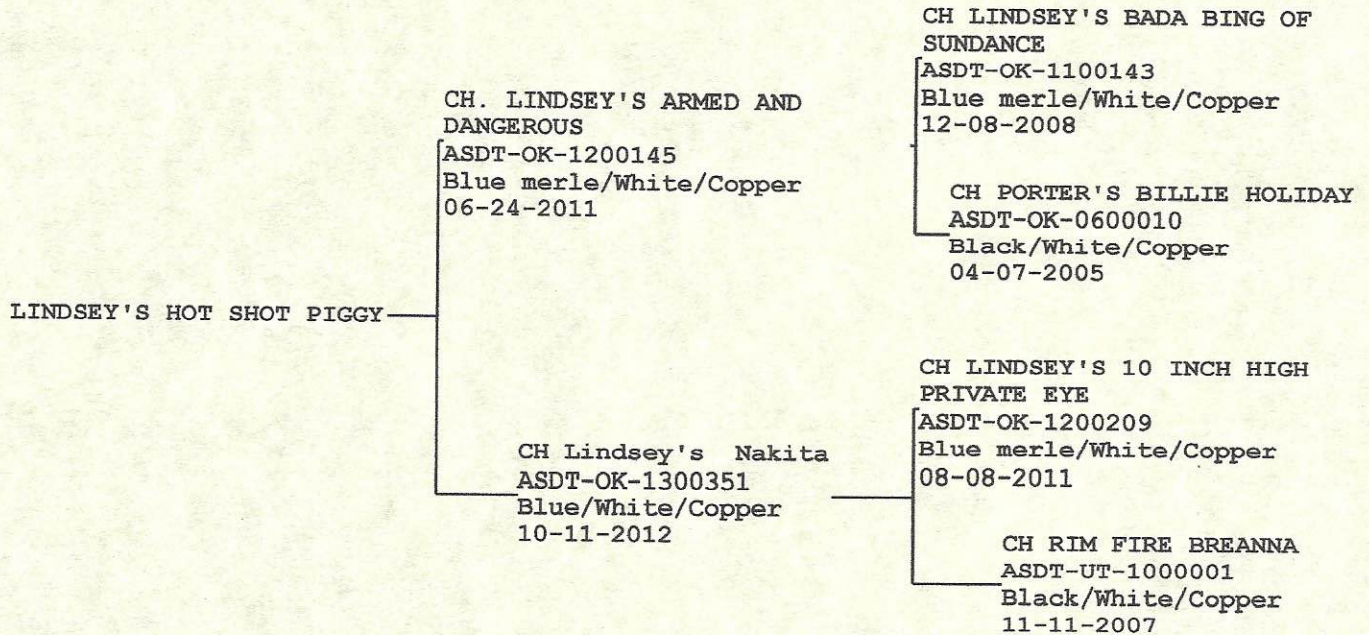 CH LINDSEY'S BADA BING OF
SUNDANCE
ASDT-OK-1100143
Blue merle/White/Copper
12-08-2008
CH. LINDSEY'S ARMED AND
DANGEROUS
ASDT-OK-1200145
Blue merle/White/Copper
06-24-2011
CH PORTER'S BILLIE HOLIDAY
ASDT-OK-0600010
Black/White/Copper
04-07-2005
LINDSEY'S HOT SHOT PIGGY
CH LINDSEY'S 10 INCH HIGH
PRIVATE EYE
ASDT-OK-1200209
Blue merle/White/Copper
08-08-2011
CH Lindsey's  Nakita
ASDT-OK-1300351
Blue/White/Copper
10-11-2012
CH RIM FIRE BREANNA
ASDT-UT-1000001
Black/White/Copper
11-11-2007